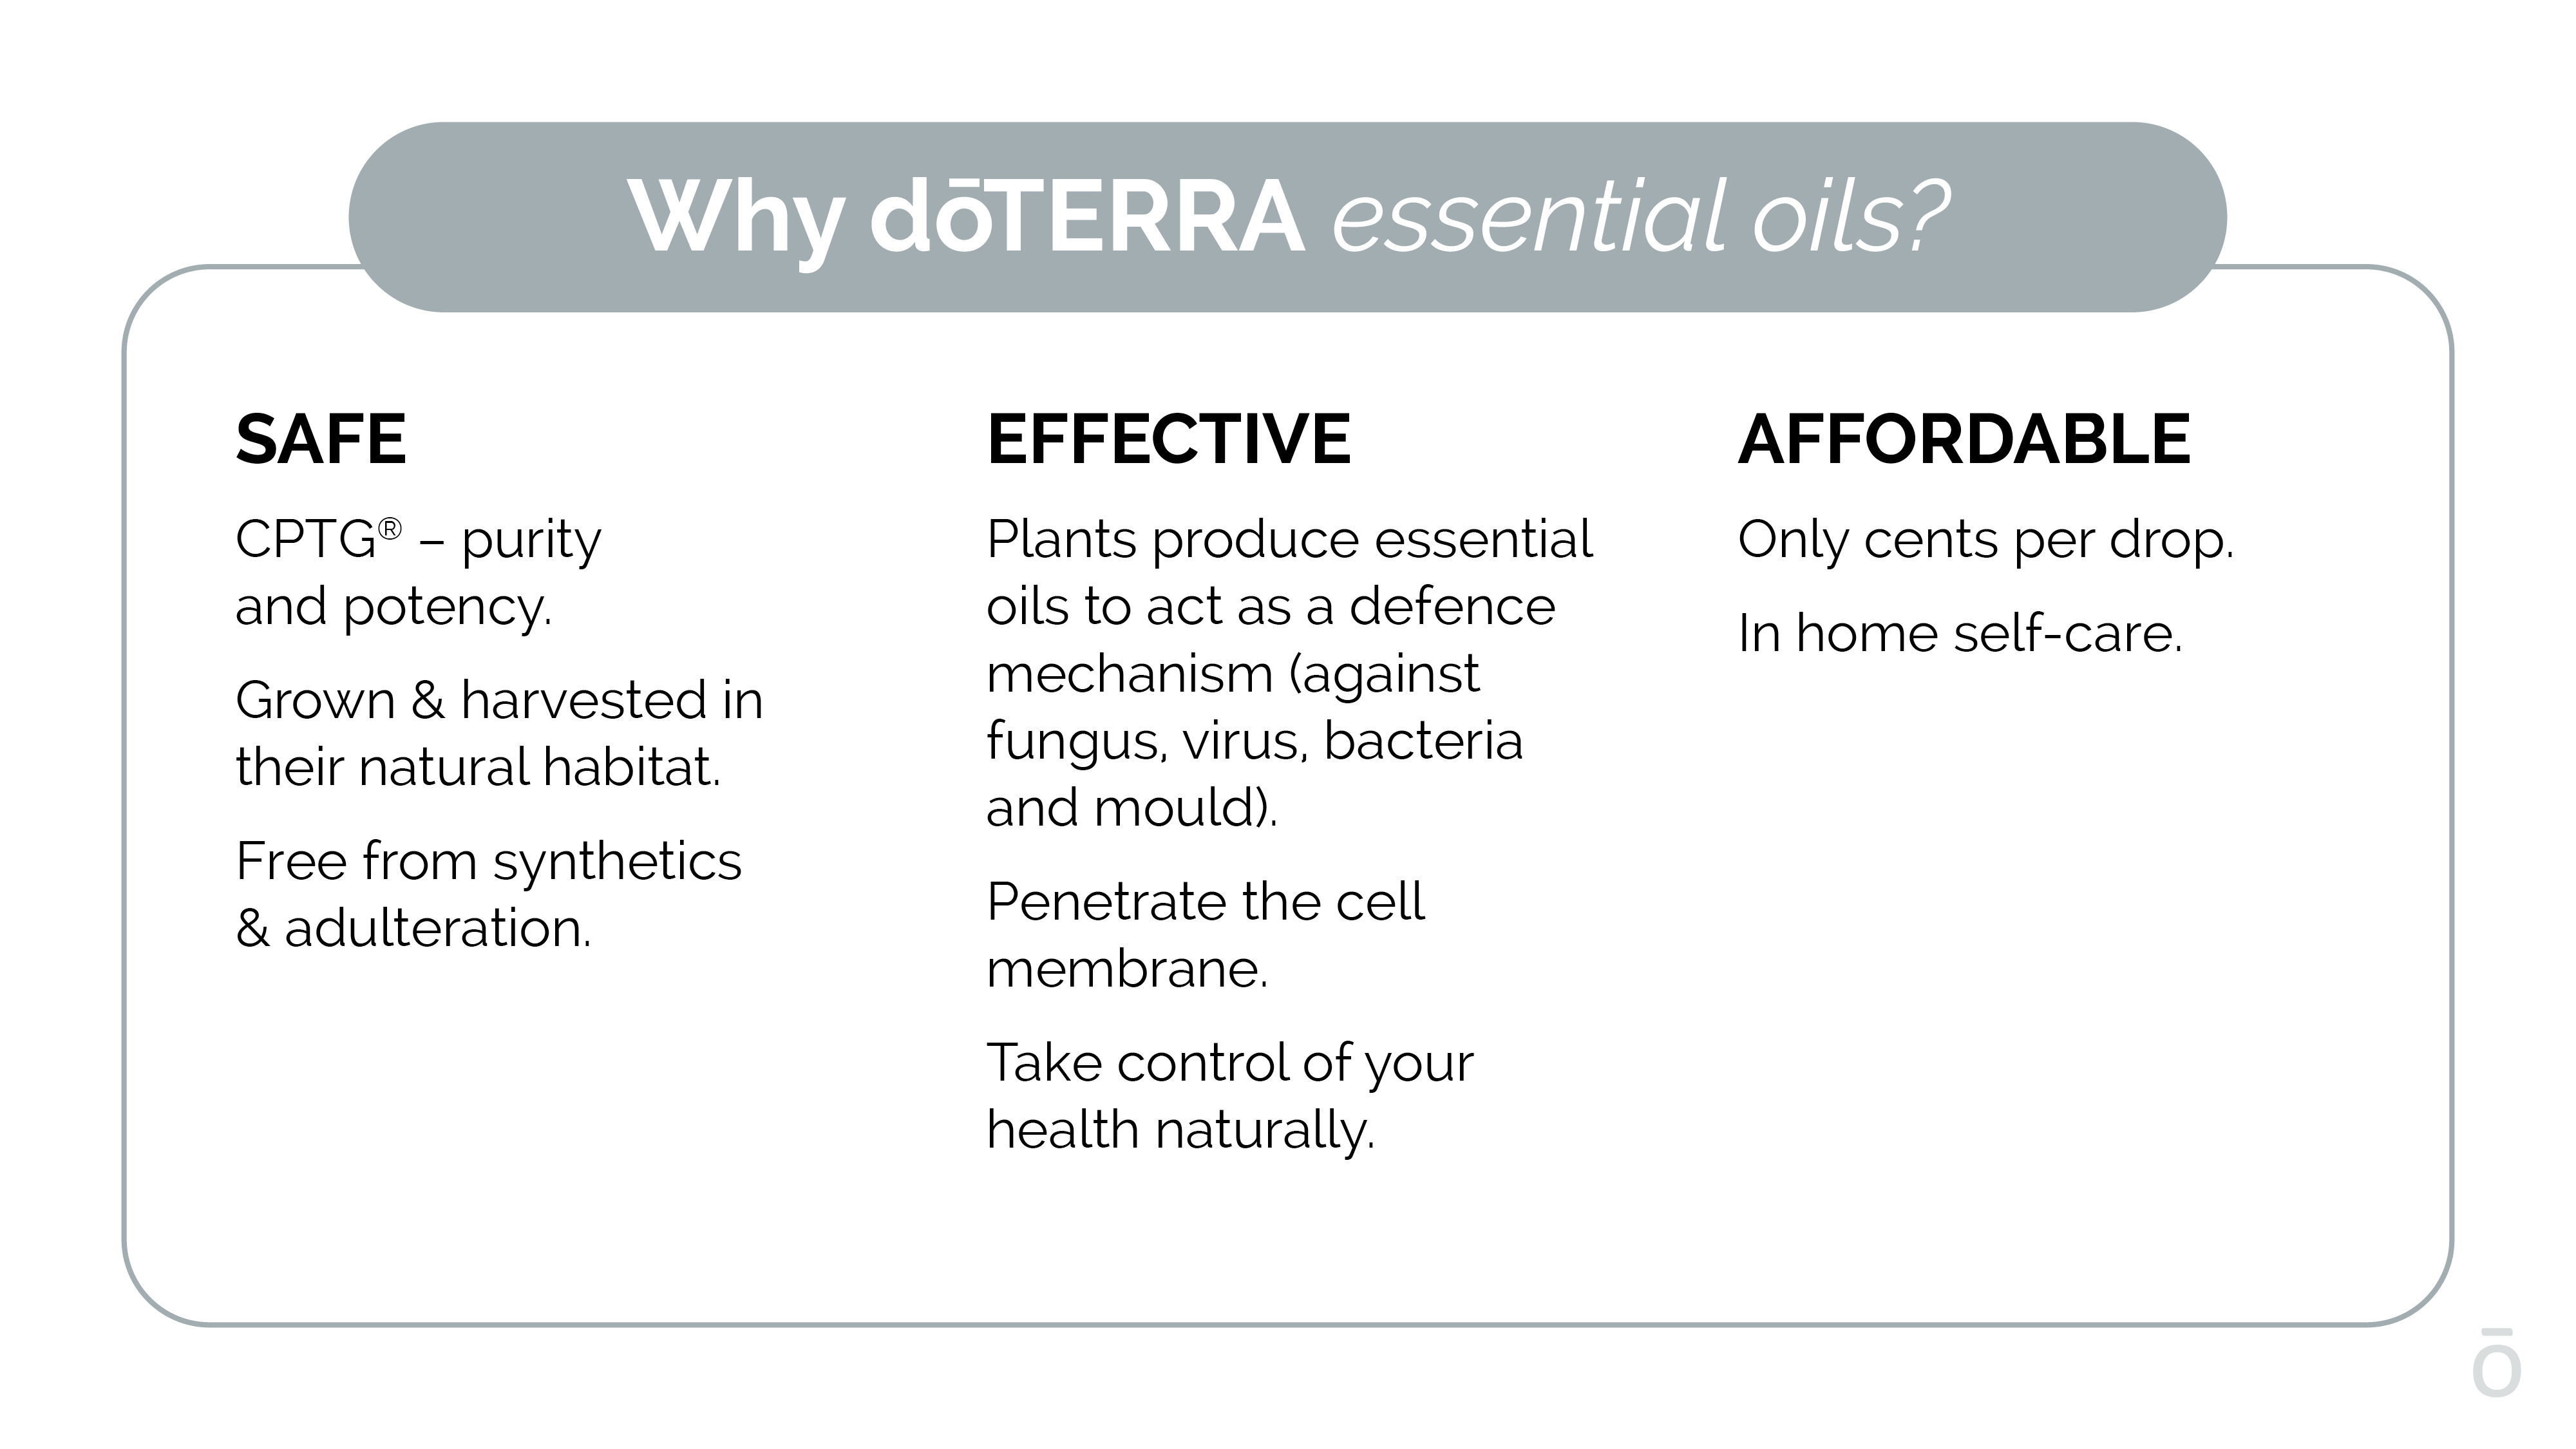 Why dōTERRA essential oils?
SAFE
CPTG® – purity
and potency.
Grown & harvested in
their natural habitat.
Free from synthetics
& adulteration.
EFFECTIVE
Plants produce essential
oils to act as a defence
mechanism (against
fungus, virus, bacteria
and mould).
Penetrate the cell
membrane.
Take control of your
health naturally.
AFFORDABLE
Only cents per drop.
In home self-care.
ō